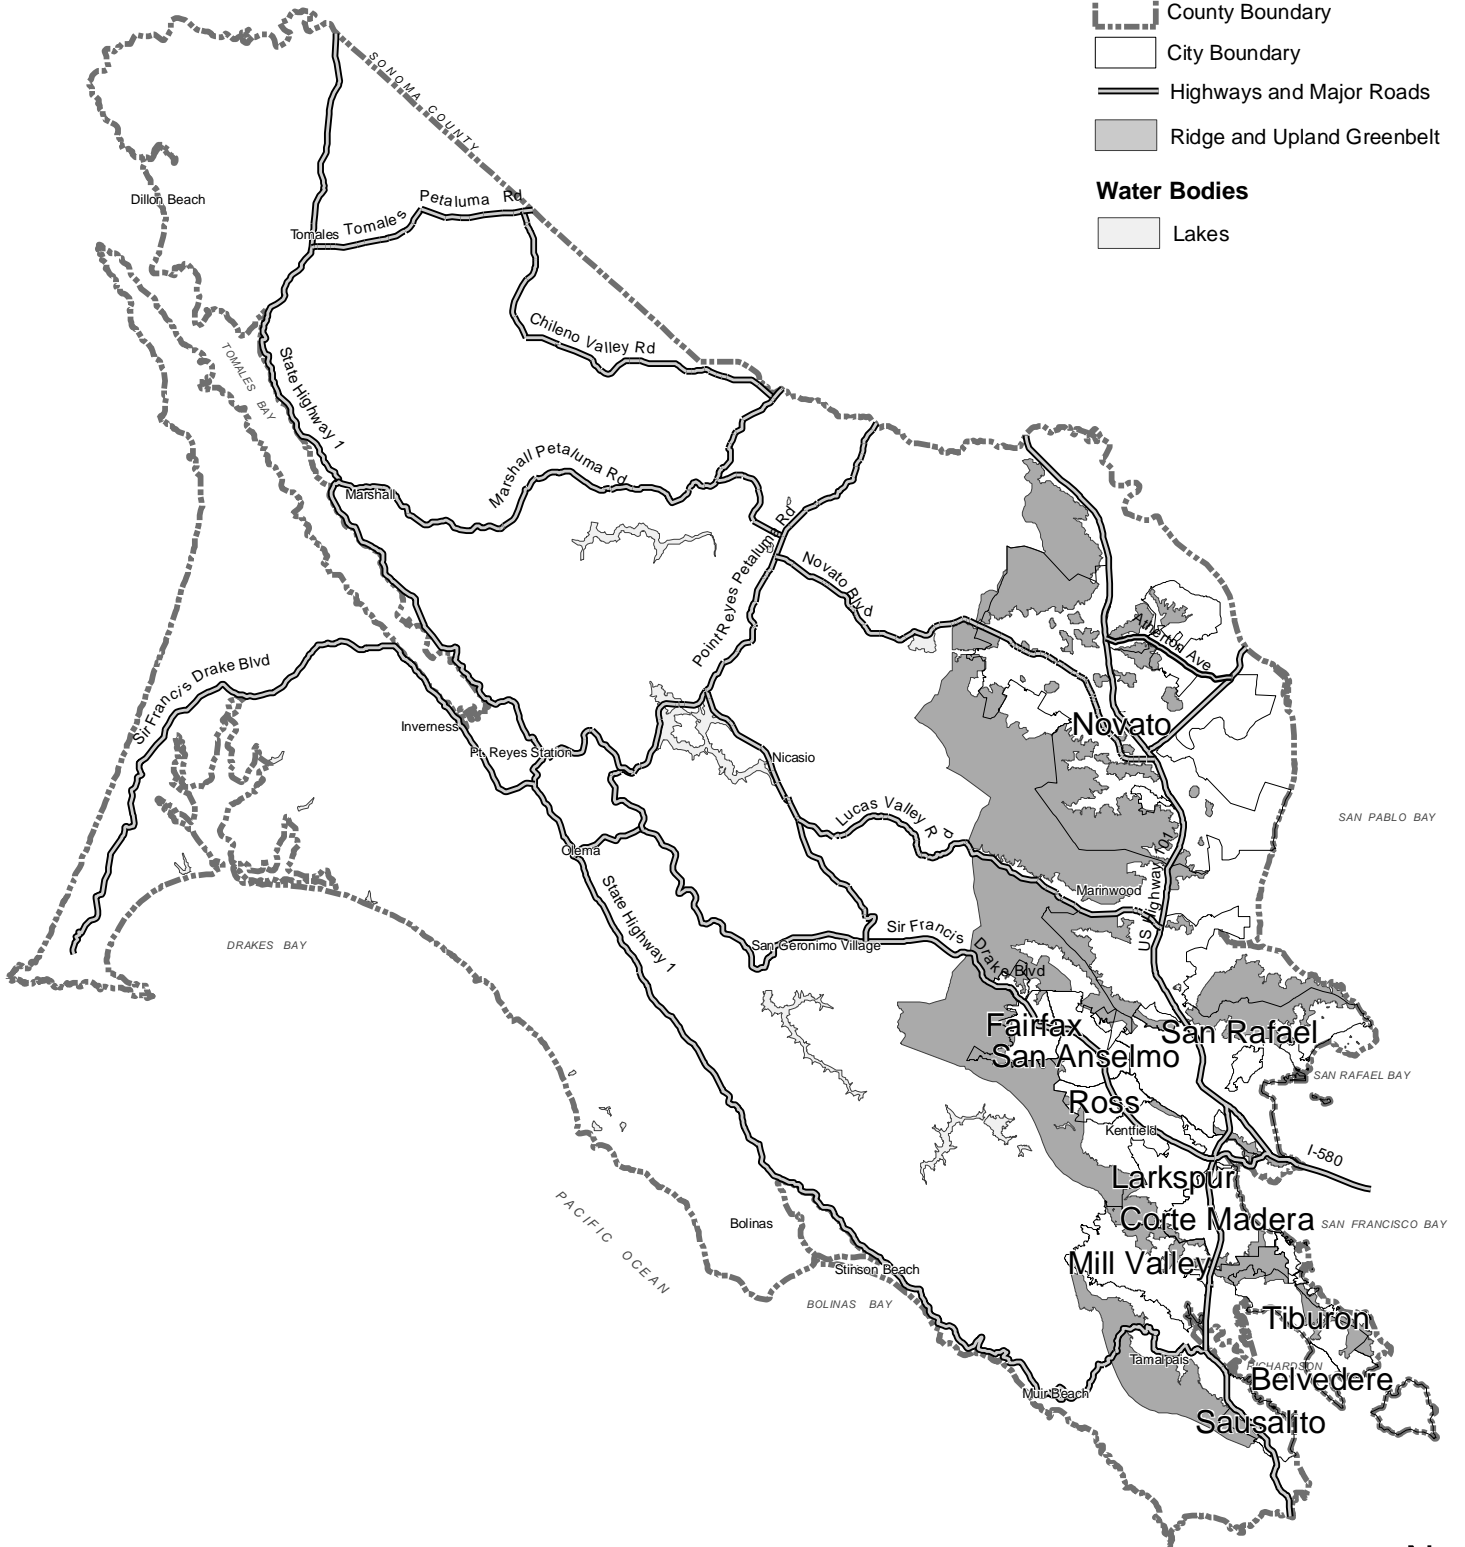 County Boundary
City Boundary
Highways and Major Roads
Ridge and Upland Greenbelt
Water Bodies
Lakes
SONOMA COUNTY
Dillon Beach
Tomales
Tomales Petaluma Rd
Chileno Valley Rd
TOMALES BAY
State Highway 1
Marshall
Marshall Petaluma Rd
Point Reyes Petaluma Rd
Novato Blvd
Atherton Ave
Sir Francis Drake Blvd
Inverness
Pt. Reyes Station
Novato
Nicasio
Lucas Valley Rd
SAN PABLO BAY
Olema
State Highway 1
Marinwood
US Highway 101
DRAKES BAY
San Geronimo Village
Sir Francis Drake Blvd
Fairfax
San Rafael
San Anselmo
SAN RAFAEL BAY
Ross
Kentfield
I-580
Larkspur
PACIFIC OCEAN
Bolinas
Corte Madera
SAN FRANCISCO BAY
Mill Valley
Stinson Beach
BOLINAS BAY
Tiburon
Tamalpais
RICHARDSON
Belvedere
Muir Beach
Sausalito